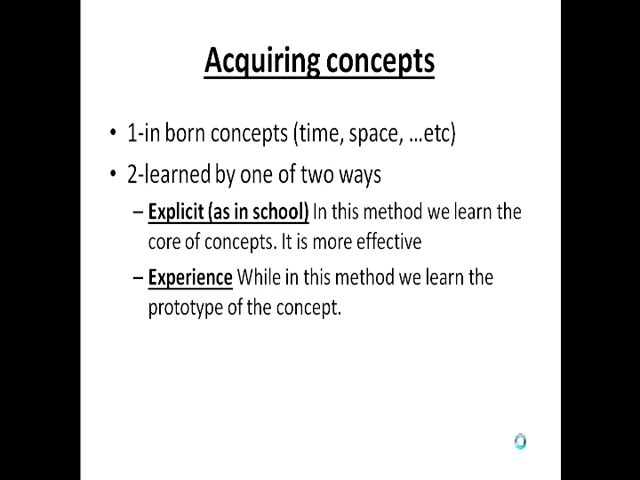 Acquiring concepts
• 1-in born concepts (time, space, …etc)
• 2-learned by one of two ways
– Explicit (as in school) In this method we learn the
core of concepts. It is more effective
– Experience While in this method we learn the
prototype of the concept.